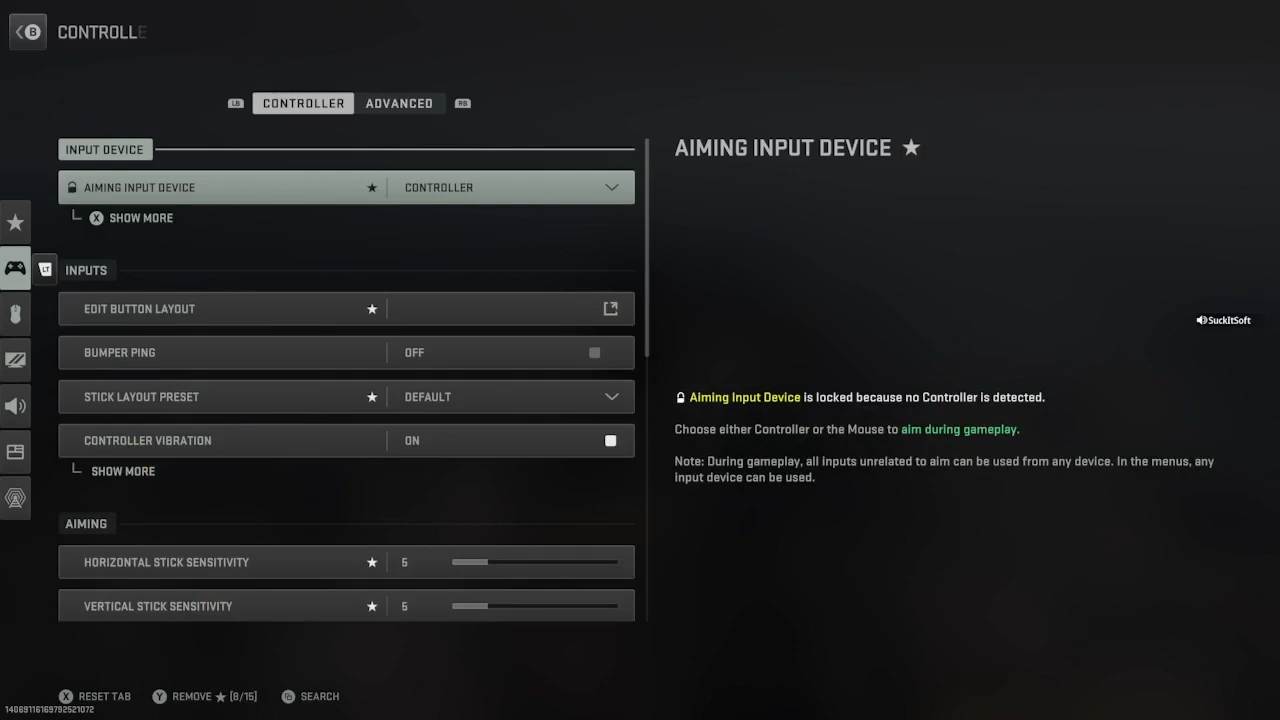 B CONTROLLE
LB CONTROLLER ADVANCED RB
INPUT DEVICE
AIMING INPUT DEVICE CONTROLLER
X SHOW MORE
LT INPUTS
EDIT BUTTON LAYOUT
BUMPER PING OFF
STICK LAYOUT PRESET DEFAULT
CONTROLLER VIBRATION ON
SHOW MORE
AIMING
HORIZONTAL STICK SENSITIVITY 5
VERTICAL STICK SENSITIVITY 5
AIMING INPUT DEVICE
SuckItSoft
Aiming Input Device is locked because no Controller is detected.
Choose either Controller or the Mouse to aim during gameplay.
Note: During gameplay, all inputs unrelated to aim can be used from any device. In the menus, any
input device can be used.
X RESET TAB Y REMOVE ★ [8/15] SEARCH
14069116169792521072